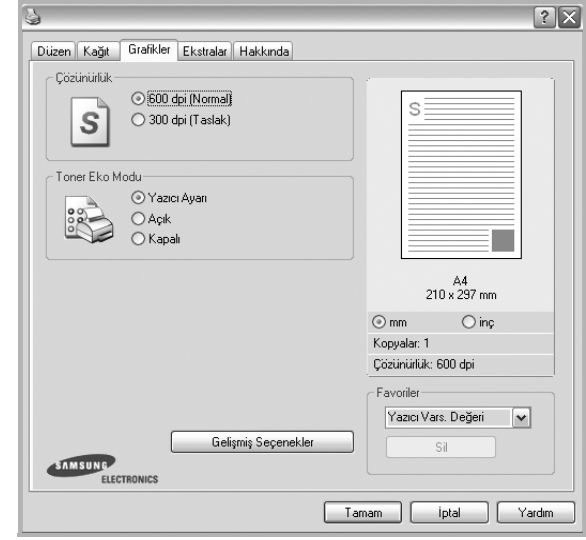 Düzen Kağıt Grafikler Ekstralar Hakkında
Çözünürlük
S
600 dpi (Normal)
300 dpi (Taslak)
Toner Eko Modu
Yazıcı Ayarı
Açık
Kapalı
S
A4
210 x 297 mm
mm inç
Kopyalar: 1
Çözünürlük: 600 dpi
Favoriler
Yazıcı Vars. Değeri
Sil
Gelişmiş Seçenekler
SAMSUNG
ELECTRONICS
Tamam İptal Yardım